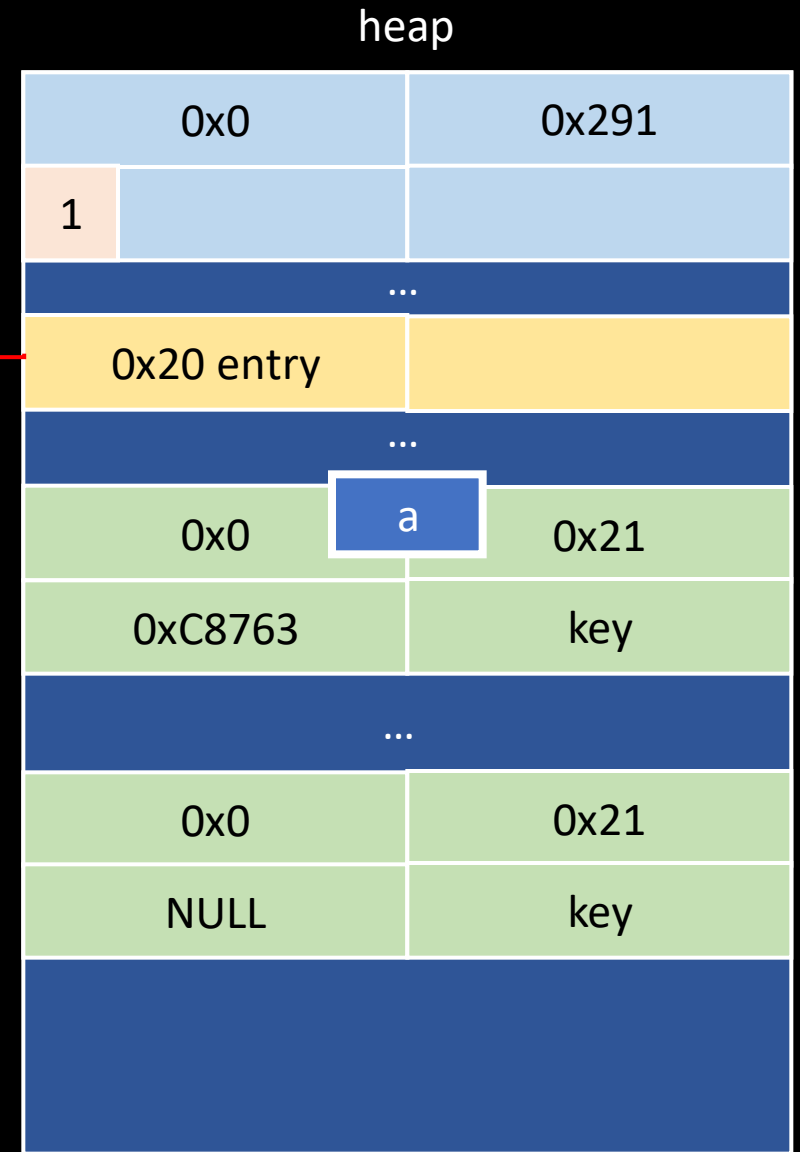 heap
0x0 0x291
1
...
0x20 entry
...
a
0x0 0x21
0xC8763 key
...
0x0 0x21
NULL key